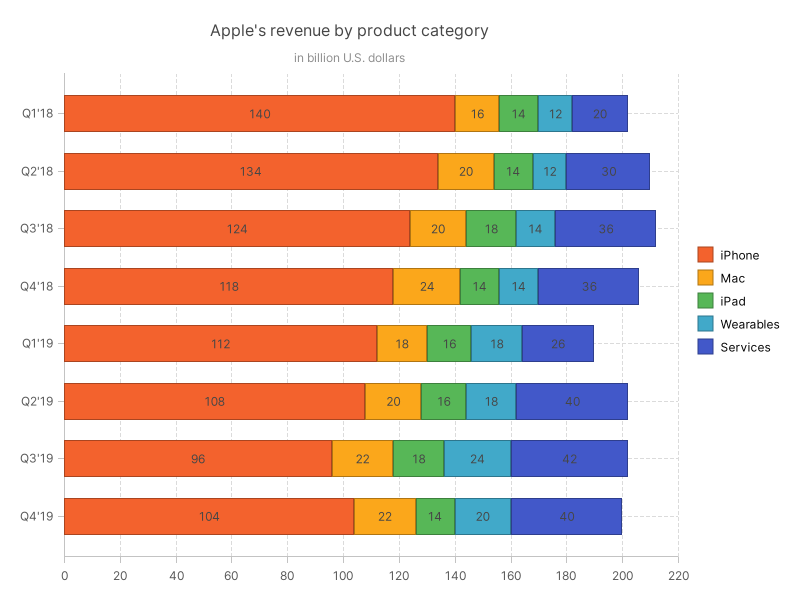 Apple's revenue by product category
in billion U.S. dollars
Q1'18 140 16 14 12 20
Q2'18 134 20 14 12 30
Q3'18 124 20 18 14 36
Q4'18 118 24 14 14 36
Q1'19 112 18 16 18 26
Q2'19 108 20 16 18 40
Q3'19 96 22 18 24 42
Q4'19 104 22 14 20 40
0 20 40 60 80 100 120 140 160 180 200 220
iPhone
Mac
iPad
Wearables
Services